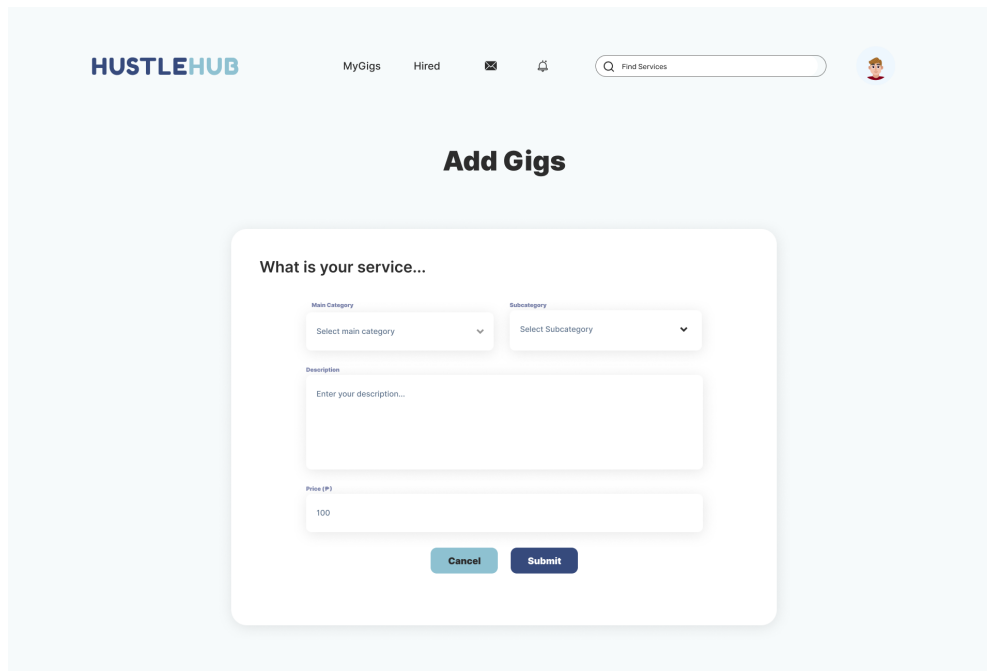 HUSTLEHUB
MyGigs Hired Find Services
Add Gigs
What is your service...
Main Category Subcategory
Select main category Select Subcategory
Description
Enter your description...
Price (₱)
100
Cancel Submit